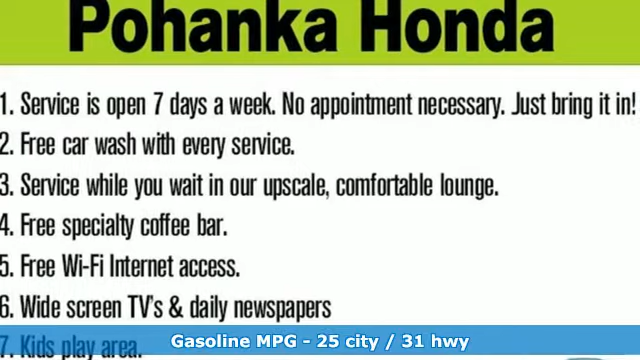 Pohanka Honda
1. Service is open 7 days a week. No appointment necessary. Just bring it in!
2. Free car wash with every service.
3. Service while you wait in our upscale, comfortable lounge.
4. Free specialty coffee bar.
5. Free Wi-Fi Internet access.
6. Wide screen TV's & daily newspapers
7. Kids play area.
Gasoline MPG - 25 city / 31 hwy